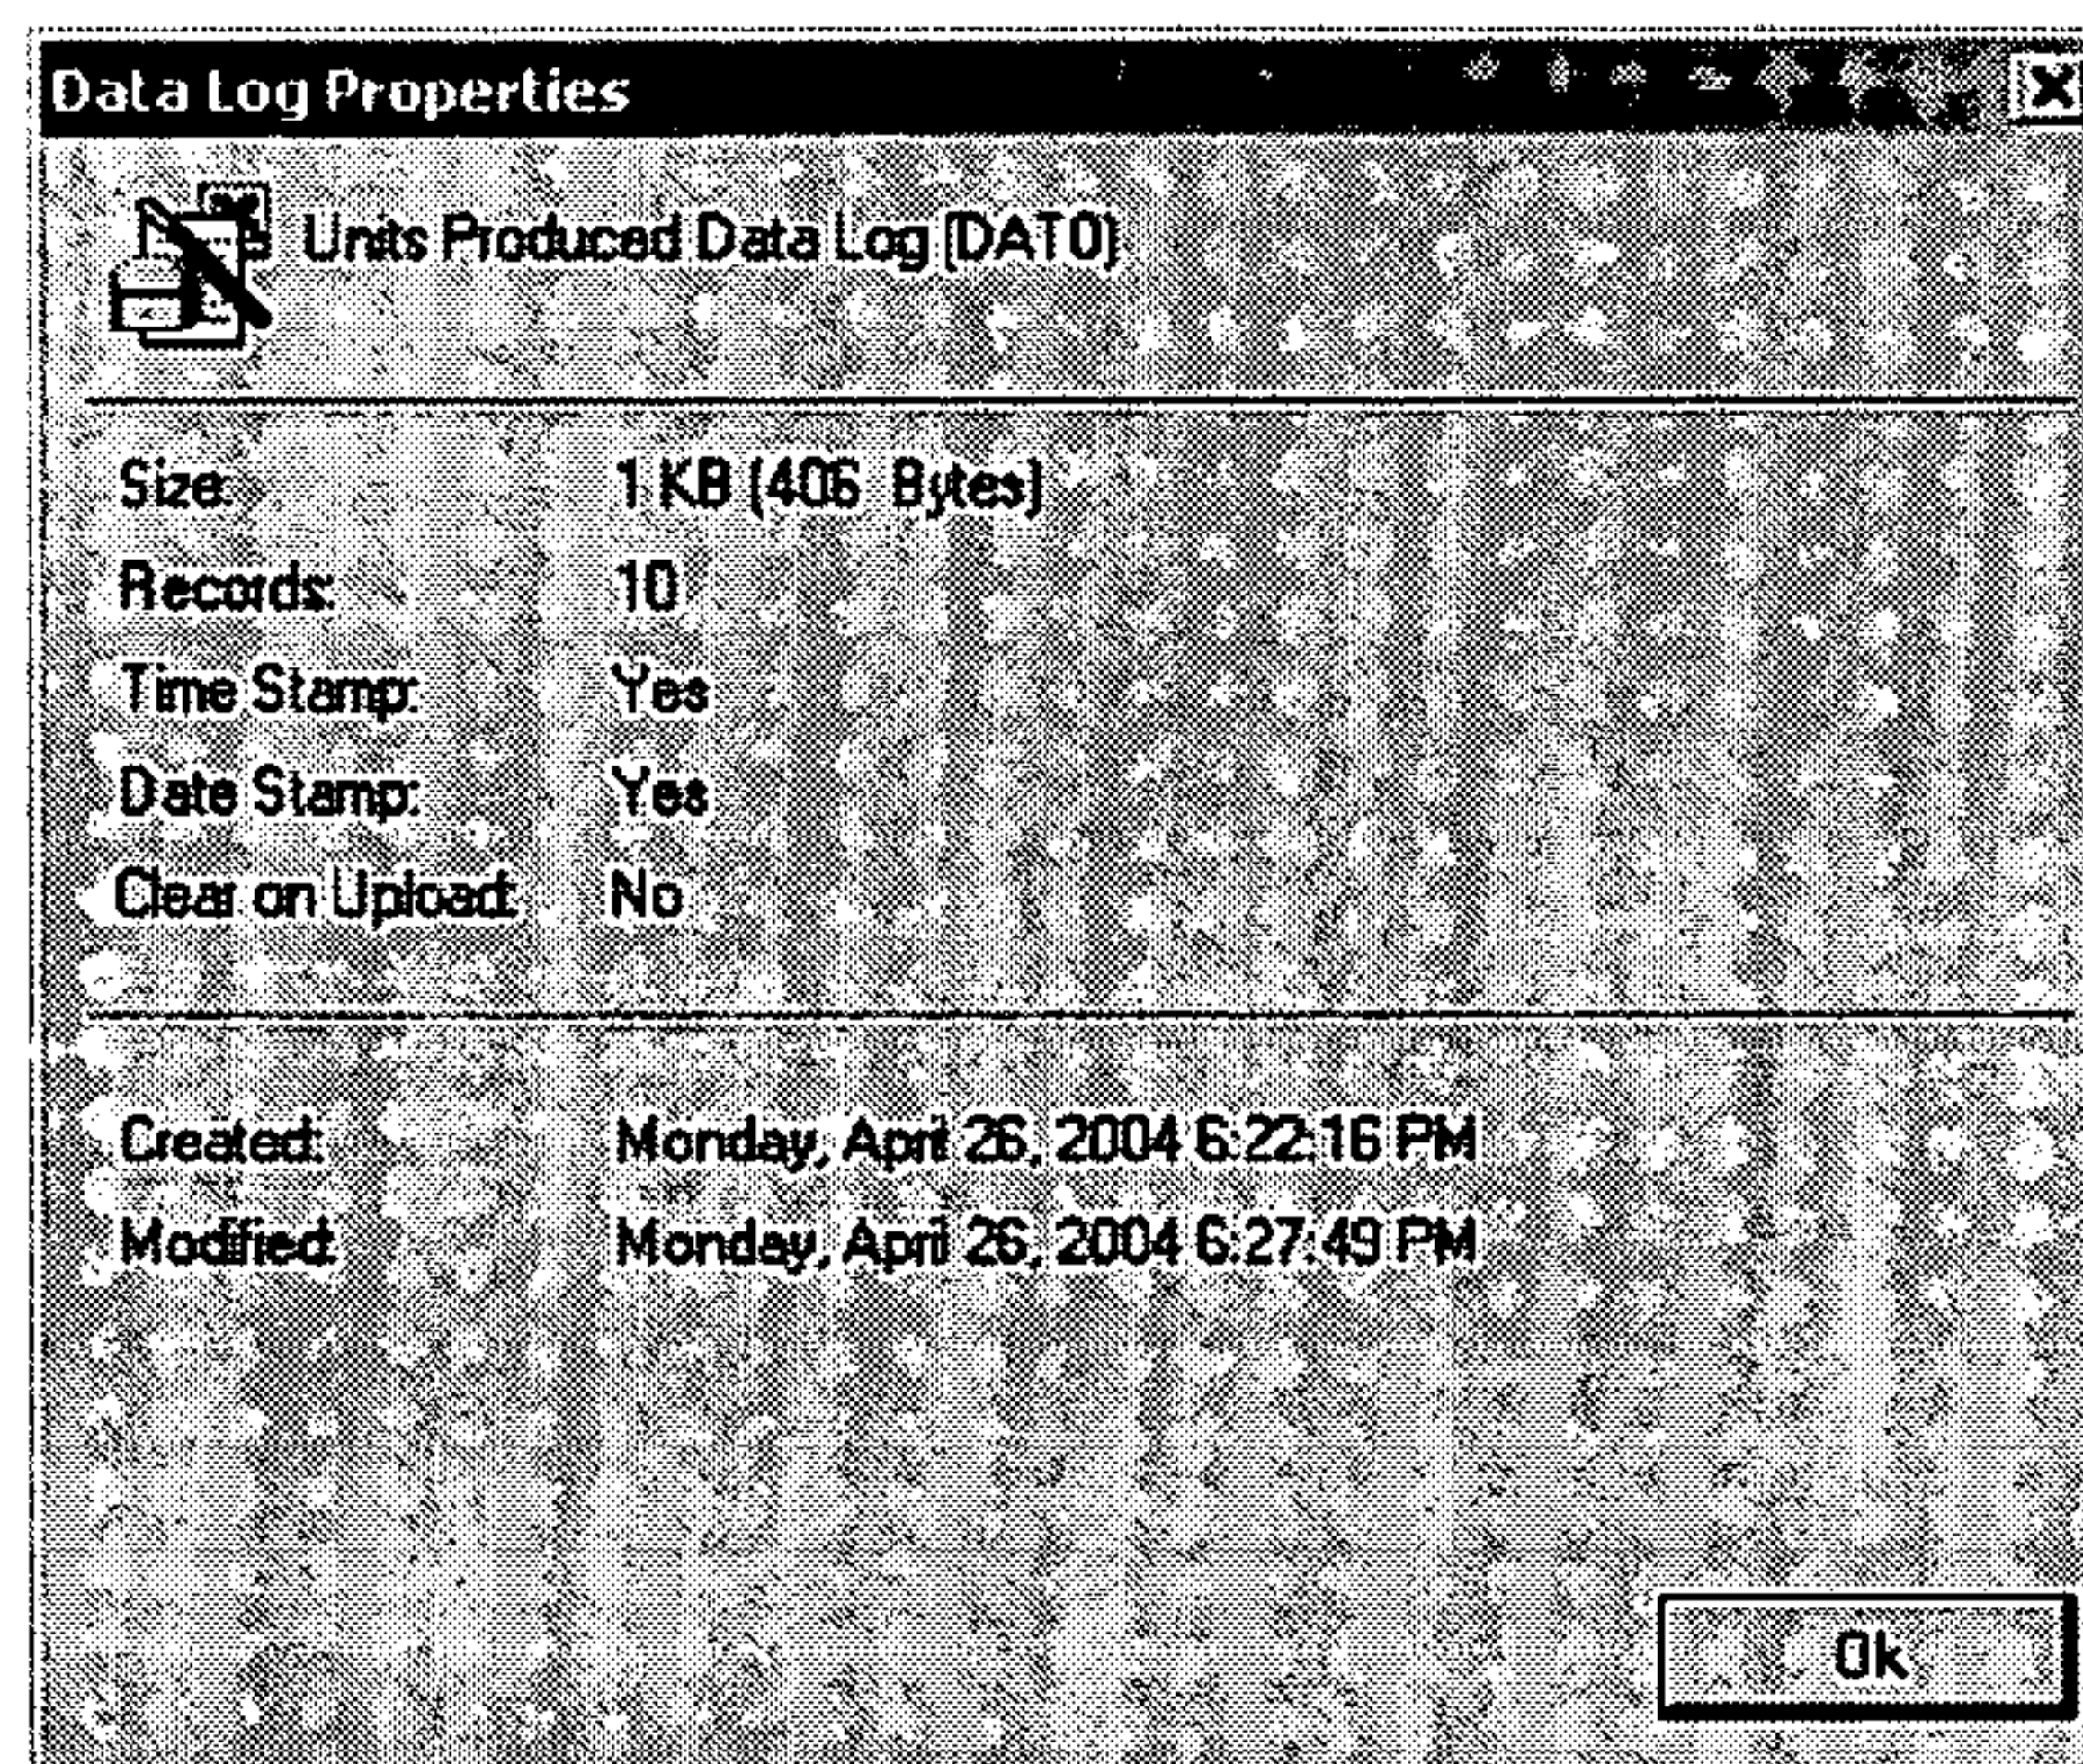 Data Log Properties
Units Produced Data Log (DAT0)
Size: 1 KB (406 Bytes)
Records: 10
Time Stamp: Yes
Date Stamp: Yes
Clear on Upload: No
Created: Monday, April 26, 2004 6:22:16 PM
Modified: Monday, April 26, 2004 6:27:49 PM
Ok